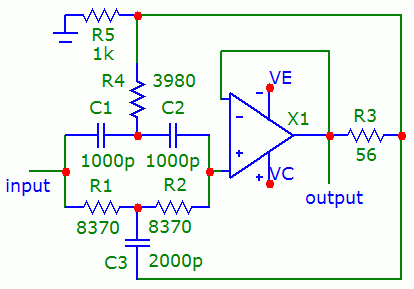 R5
1k
R4 3980
VE
C1 C2
X1
R3
1000p 1000p
56
input
R1 R2
VC
output
8370 8370
C3 2000p